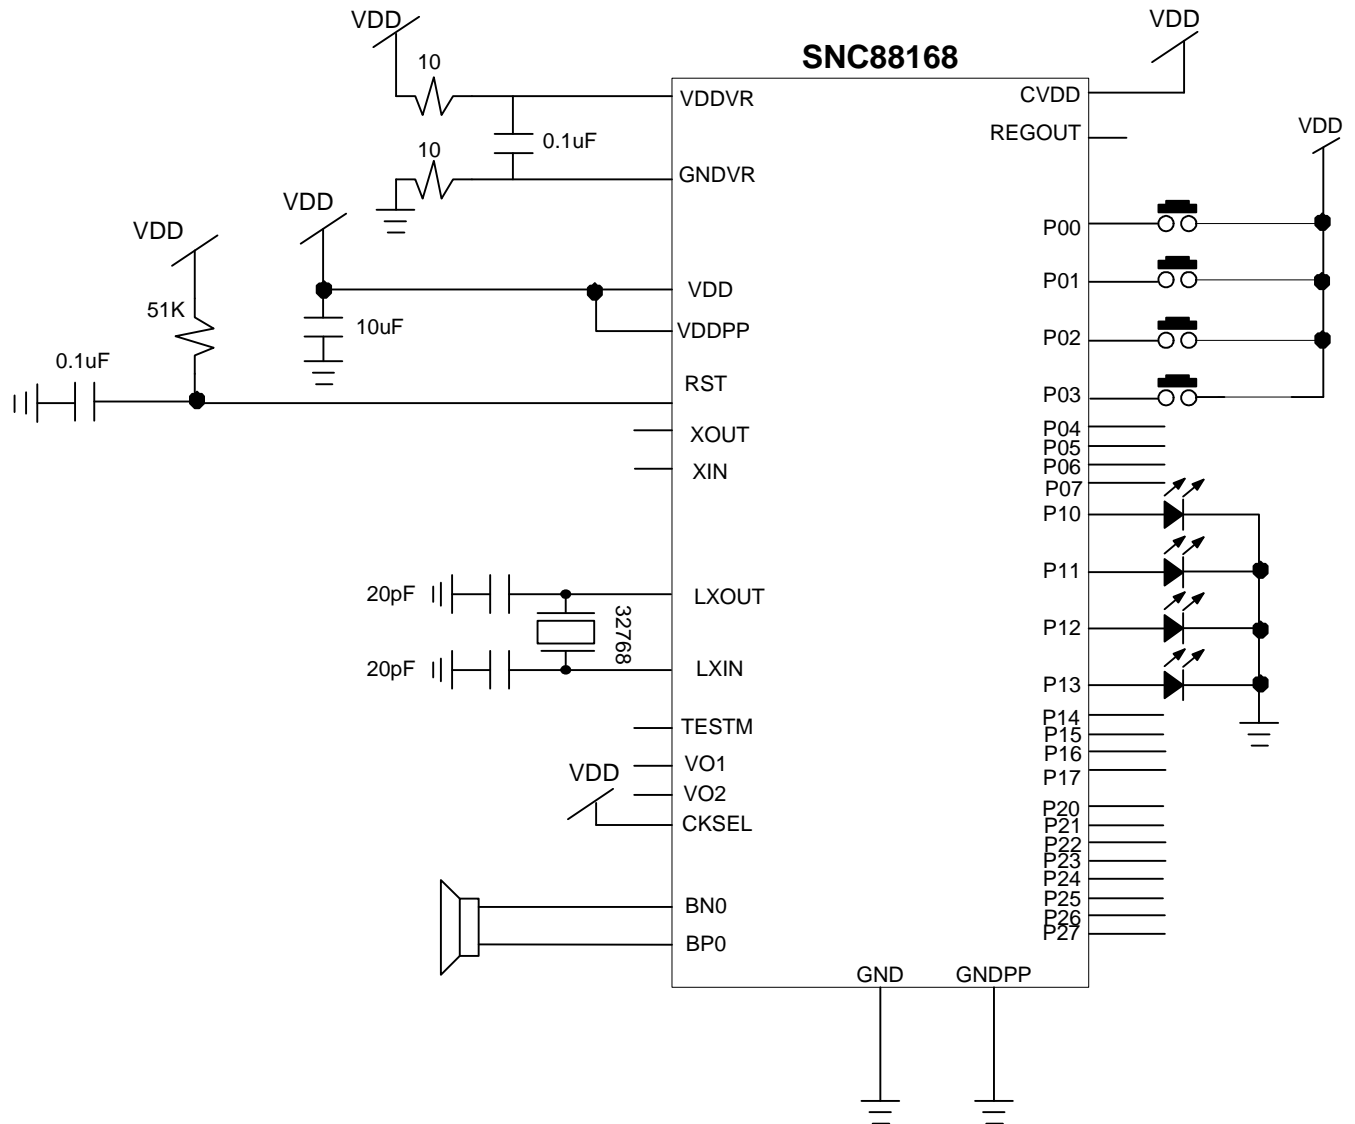 VDD
VDD
SNC88168
10
VDDVR
CVDD
REGOUT
VDD
0.1uF
10
GNDVR
VDD
VDD
P00
P01
VDD
51K
10uF
VDDPP
P02
0.1uF
RST
P03
XOUT
P04
P05
XIN
P06
P07
P10
P11
20pF
LXOUT
32768
P12
20pF
LXIN
P13
P14
TESTM
P15
P16
VO1
VDD
P17
VO2
P20
CKSEL
P21
P22
P23
P24
BN0
P25
P26
BP0
P27
GND
GNDPP